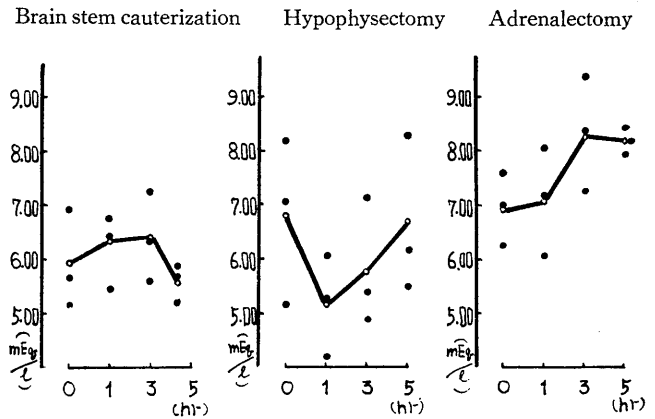 Brain stem cauterization
Hypophysectomy
Adrenalectomy
9.00
8.00
7.00
6.00
5.00
(mEq/l)
0 1 3 5
(hr)
9.00
8.00
7.00
6.00
5.00
(mEq/l)
0 1 3 5
(hr)
9.00
8.00
7.00
6.00
5.00
(mEq/l)
0 1 3 5
(hr)